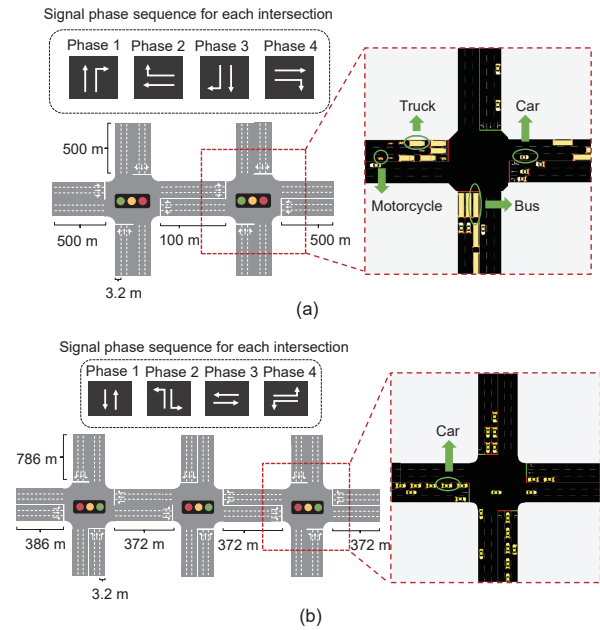 Signal phase sequence for each intersection
Phase 1 Phase 2 Phase 3 Phase 4
Truck Car
500 m
Motorcycle Bus
500 m 100 m 500 m
3.2 m
(a)
Signal phase sequence for each intersection
Phase 1 Phase 2 Phase 3 Phase 4
Car
786 m
386 m 372 m 372 m 372 m
3.2 m
(b)